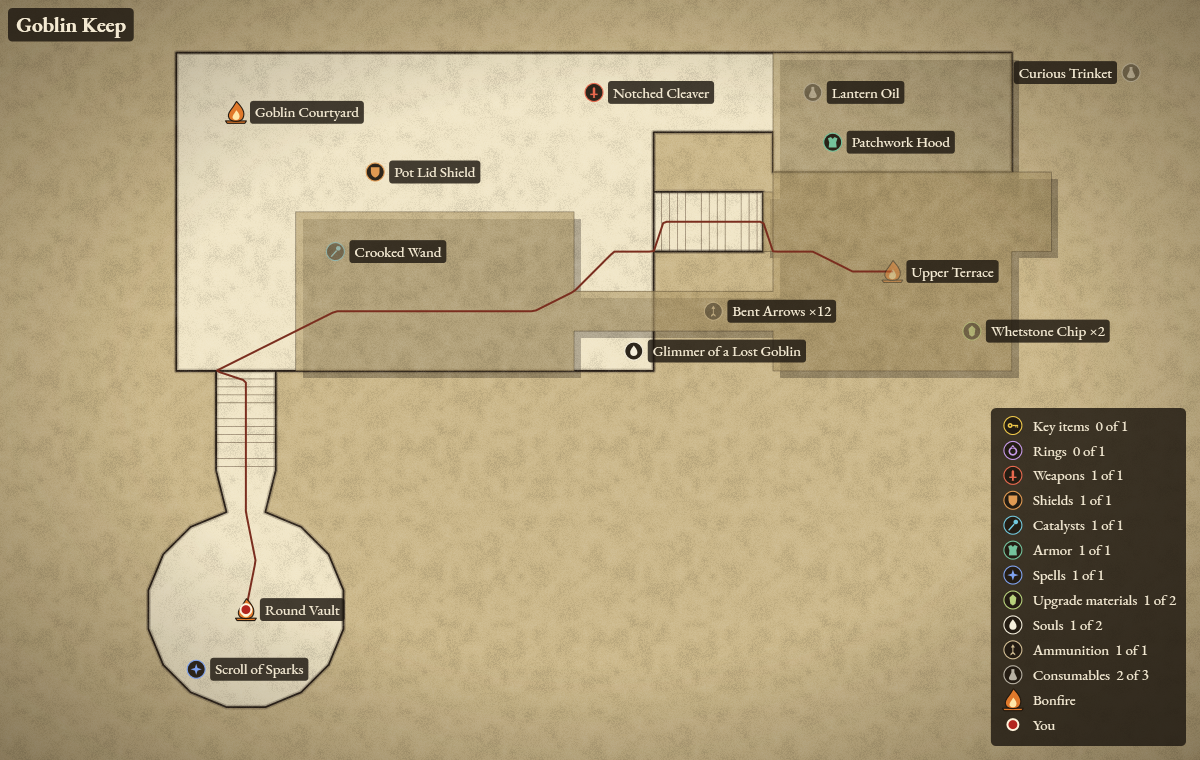 Goblin Keep
Curious Trinket
Notched Cleaver
Lantern Oil
Goblin Courtyard
Patchwork Hood
Pot Lid Shield
Crooked Wand
Upper Terrace
Bent Arrows ×12
Whetstone Chip ×2
Glimmer of a Lost Goblin
Round Vault
Scroll of Sparks
Key items 0 of 1
Rings 0 of 1
Weapons 1 of 1
Shields 1 of 1
Catalysts 1 of 1
Armor 1 of 1
Spells 1 of 1
Upgrade materials 1 of 2
Souls 1 of 2
Ammunition 1 of 1
Consumables 2 of 3
Bonfire
You